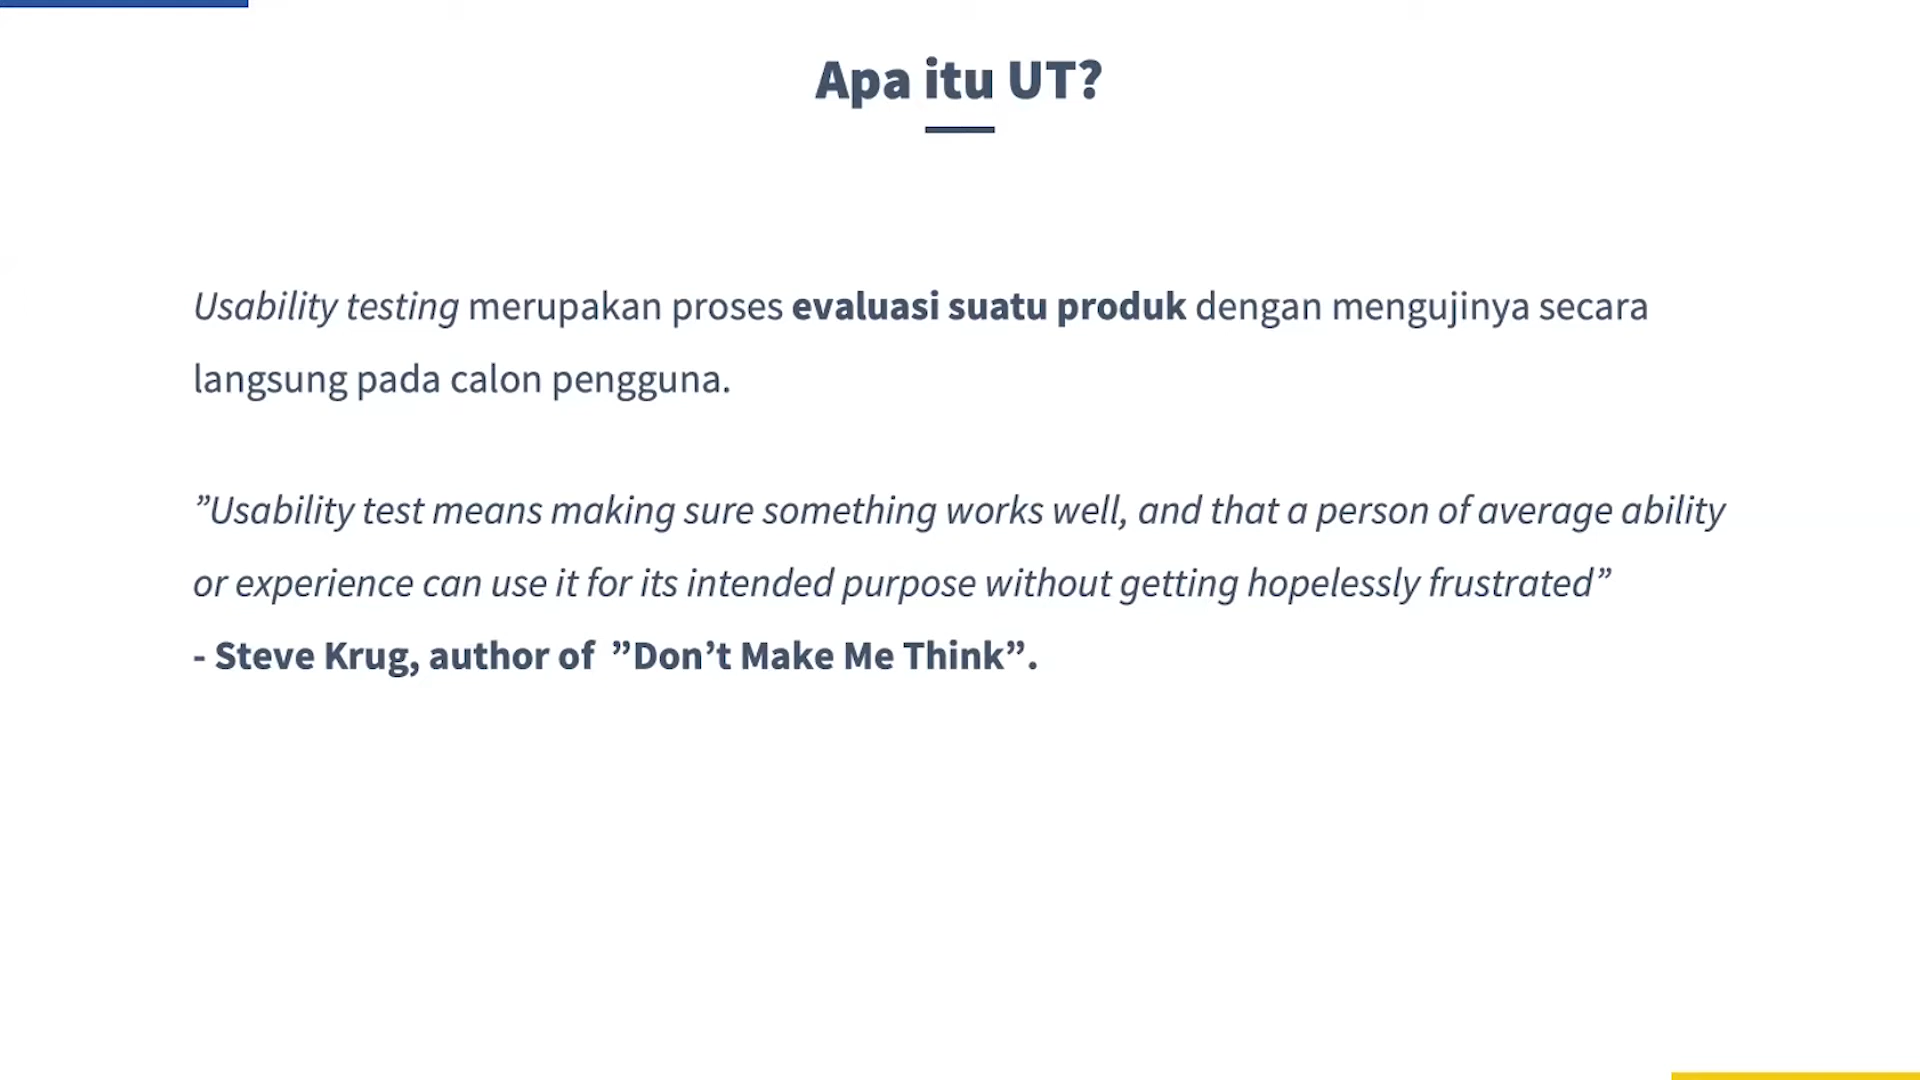 Apa itu UT?
Usability testing merupakan proses evaluasi suatu produk dengan mengujinya secara
langsung pada calon pengguna.
”Usability test means making sure something works well, and that a person of average ability
or experience can use it for its intended purpose without getting hopelessly frustrated”
- Steve Krug, author of ”Don’t Make Me Think”.